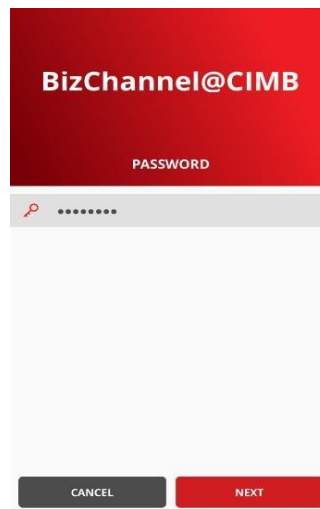 BizChannel@CIMB
PASSWORD
••••••••
CANCEL NEXT